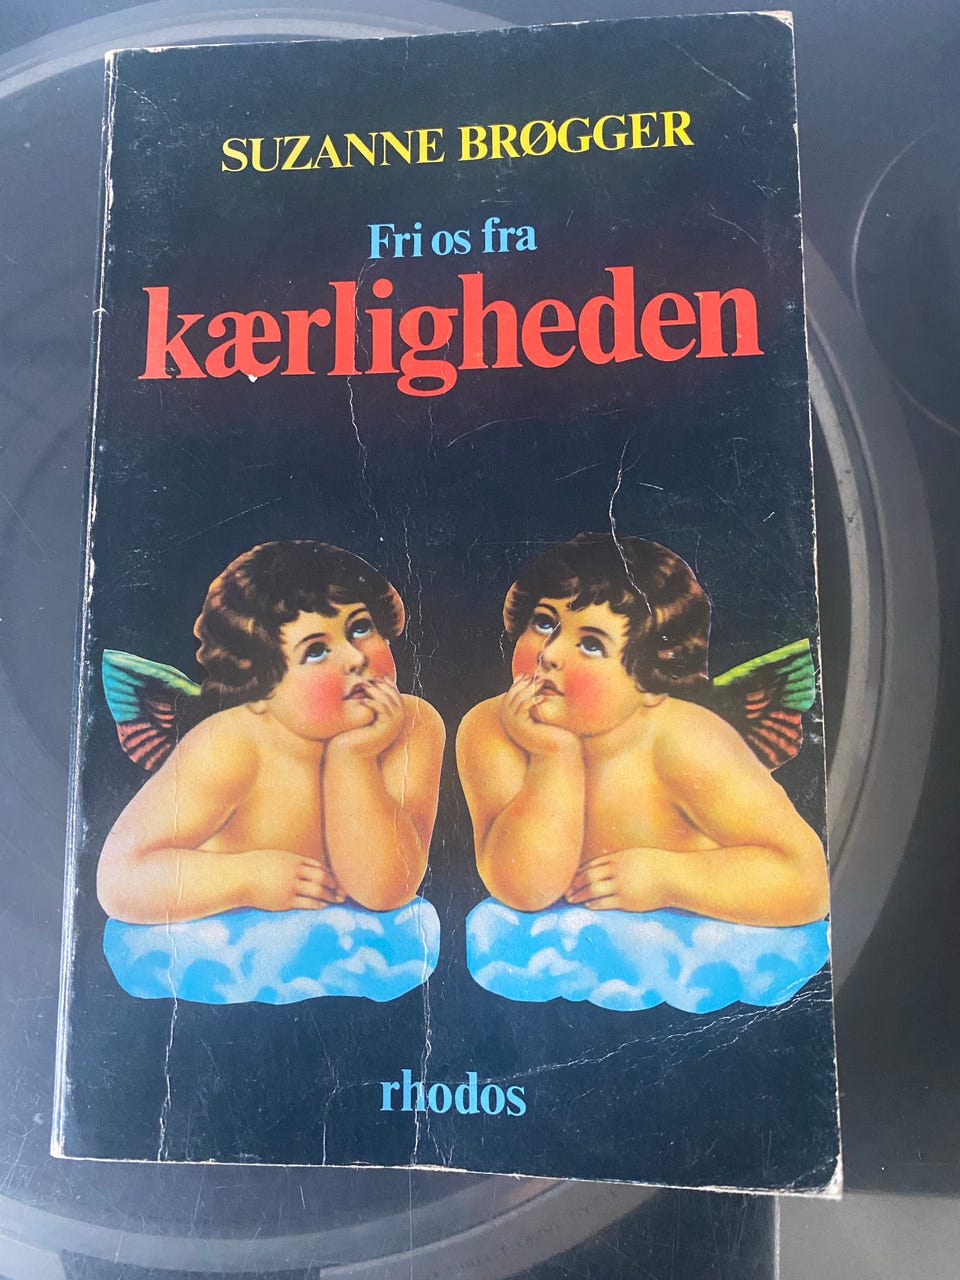 SUZANNE BRØGGER
Fri os fra
kærligheden
rhodos